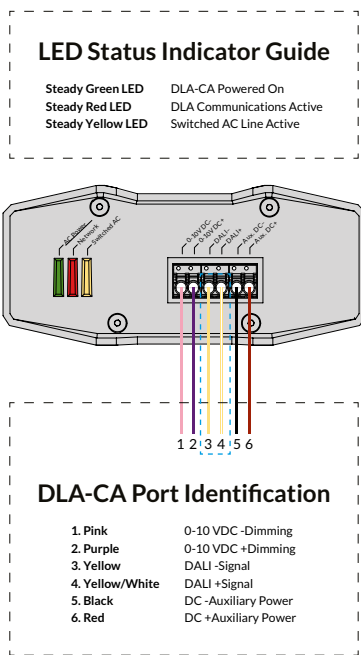 LED Status Indicator Guide
Steady Green LED DLA-CA Powered On
Steady Red LED DLA Communications Active
Steady Yellow LED Switched AC Line Active
AC Power
Network
Switched AC
0-10VDC-
0-10VDC+
DALI-
DALI+
Aux. DC-
Aux. DC+
1 2 3 4 5 6
DLA-CA Port Identification
1. Pink 0-10 VDC -Dimming
2. Purple 0-10 VDC +Dimming
3. Yellow DALI -Signal
4. Yellow/White DALI +Signal
5. Black DC -Auxiliary Power
6. Red DC +Auxiliary Power